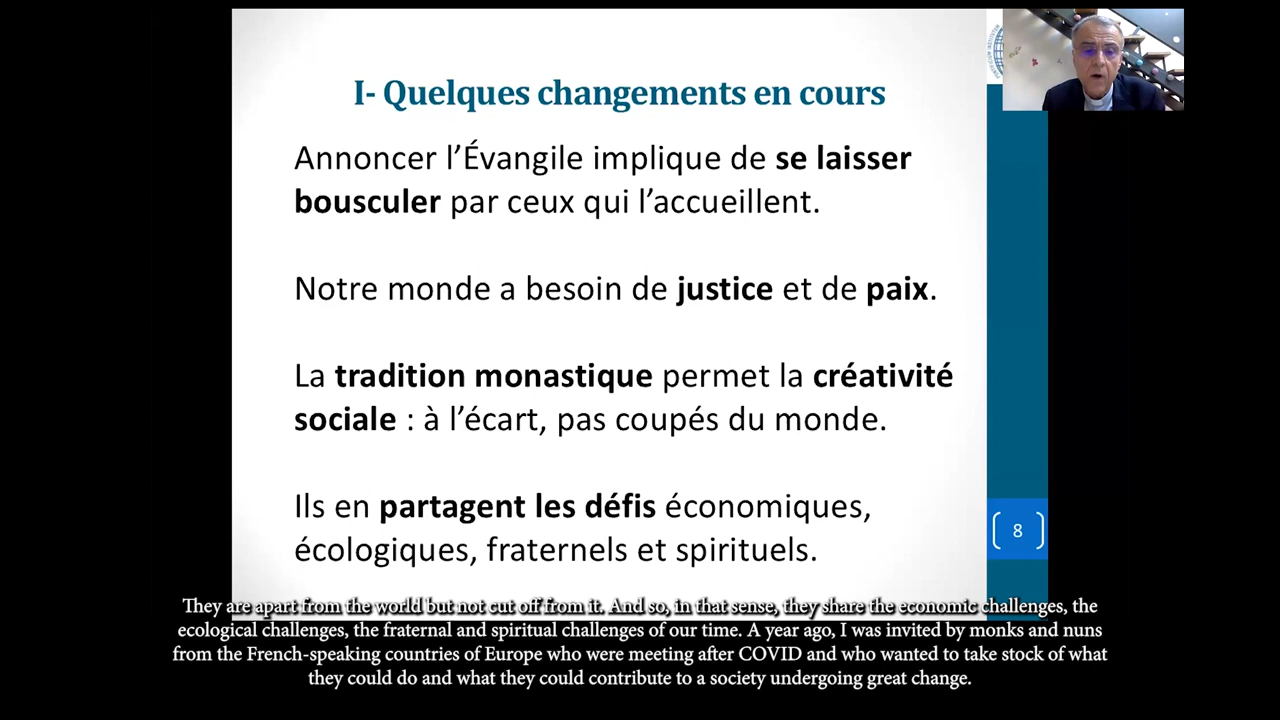 I- Quelques changements en cours
Annoncer l’Évangile implique de se laisser
bousculer par ceux qui l’accueillent.
Notre monde a besoin de justice et de paix.
La tradition monastique permet la créativité
sociale : à l’écart, pas coupés du monde.
Ils en partagent les défis économiques,
écologiques, fraternels et spirituels.
8
They are apart from the world but not cut off from it. And so, in that sense, they share the economic challenges, the
ecological challenges, the fraternal and spiritual challenges of our time. A year ago, I was invited by monks and nuns
from the French-speaking countries of Europe who were meeting after COVID and who wanted to take stock of what
they could do and what they could contribute to a society undergoing great change.